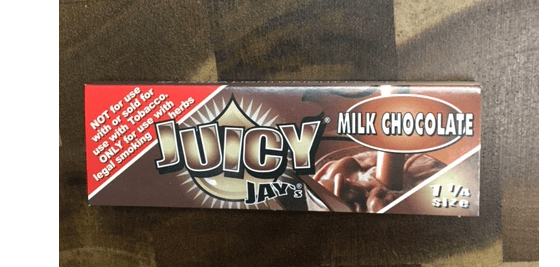 NOT for use
with or sold for
use with Tobacco.
ONLY for use with
legal smoking herbs
JUICY®
JAY's®
MILK CHOCOLATE
1 1/4
size